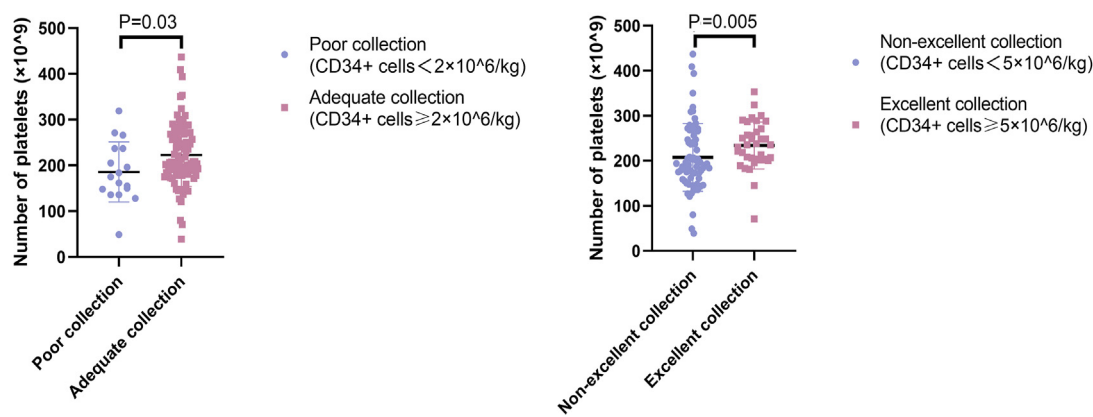 P=0.03
500
400
300
200
100
0
Number of platelets (×10^9)
Poor collection
Adequate collection
Poor collection
(CD34+ cells＜2×10^6/kg)
Adequate collection
(CD34+ cells⩾2×10^6/kg)
P=0.005
500
400
300
200
100
0
Number of platelets (×10^9)
Non-excellent collection
Excellent collection
Non-excellent collection
(CD34+ cells＜5×10^6/kg)
Excellent collection
(CD34+ cells⩾5×10^6/kg)